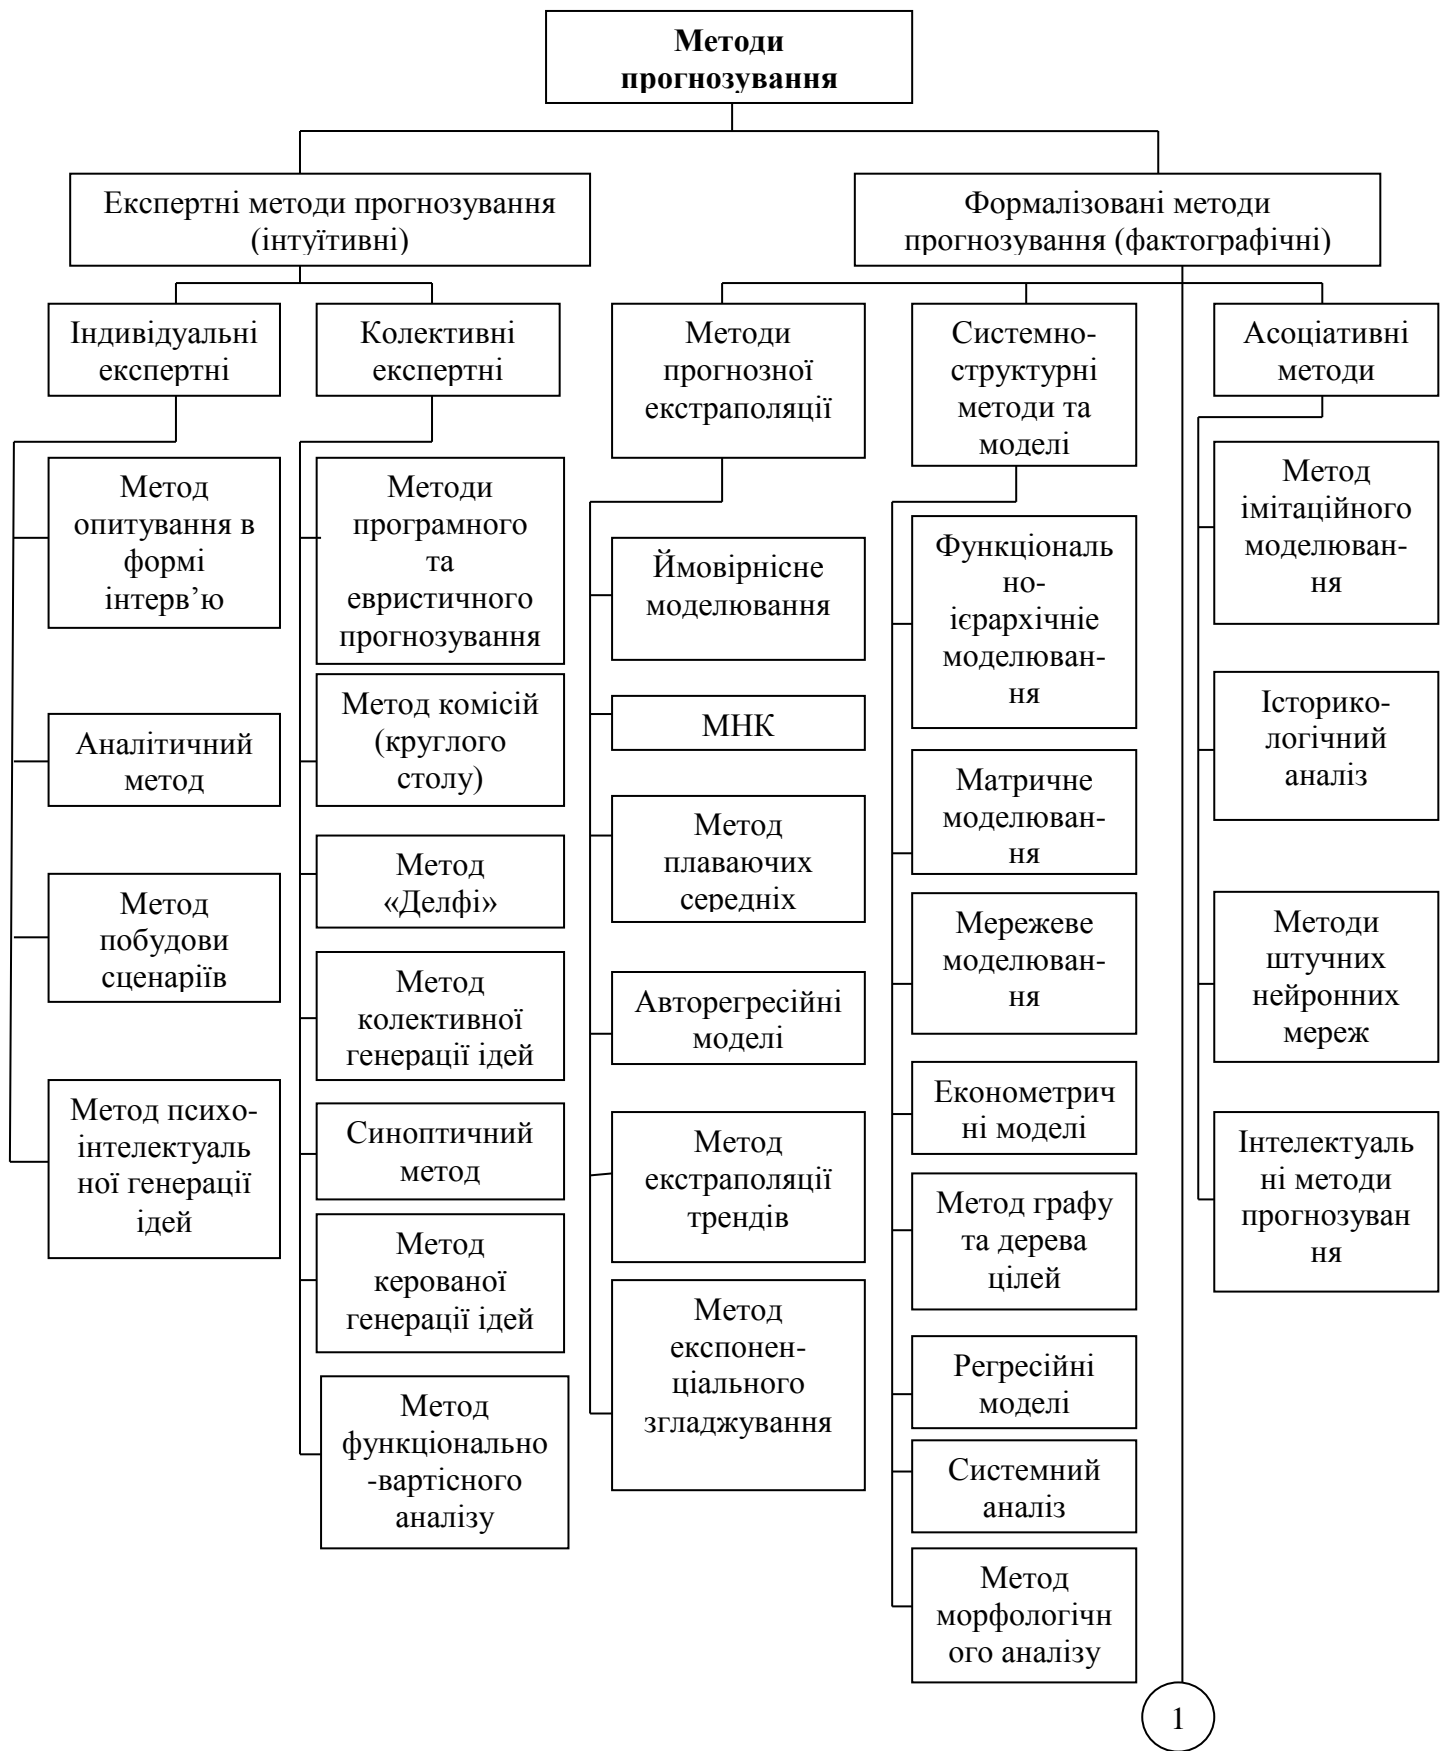 Методи
прогнозування
Експертні методи прогнозування
(інтуїтивні)
Формалізовані методи
прогнозування (фактографічні)
Індивідуальні
експертні
Колективні
експертні
Методи
прогнозної
екстраполяції
Системно-
структурні
методи та
моделі
Асоціативні
методи
Метод
опитування в
формі
інтерв’ю
Аналітичний
метод
Метод
побудови
сценаріїв
Метод психо-
інтелектуаль
ної генерації
ідей
Методи
програмного
та
евристичного
прогнозування
Метод комісій
(круглого
столу)
Метод
«Делфі»
Метод
колективної
генерації ідей
Синоптичний
метод
Метод
керованої
генерації ідей
Метод
функціонально
-вартісного
аналізу
Ймовірнісне
моделювання
МНК
Метод
плаваючих
середніх
Авторегресійні
моделі
Метод
екстраполяції
трендів
Метод
експонен-
ціального
згладжування
Функціональ
но-
ієрархічніе
моделюван-
ня
Матричне
моделюван-
ня
Мережеве
моделюван-
ня
Економетрич
ні моделі
Метод графу
та дерева
цілей
Регресійні
моделі
Системний
аналіз
Метод
морфологічн
ого аналізу
Метод
імітаційного
моделюван-
ня
Історико-
логічний
аналіз
Методи
штучних
нейронних
мереж
Інтелектуаль
ні методи
прогнозуван
ня
1